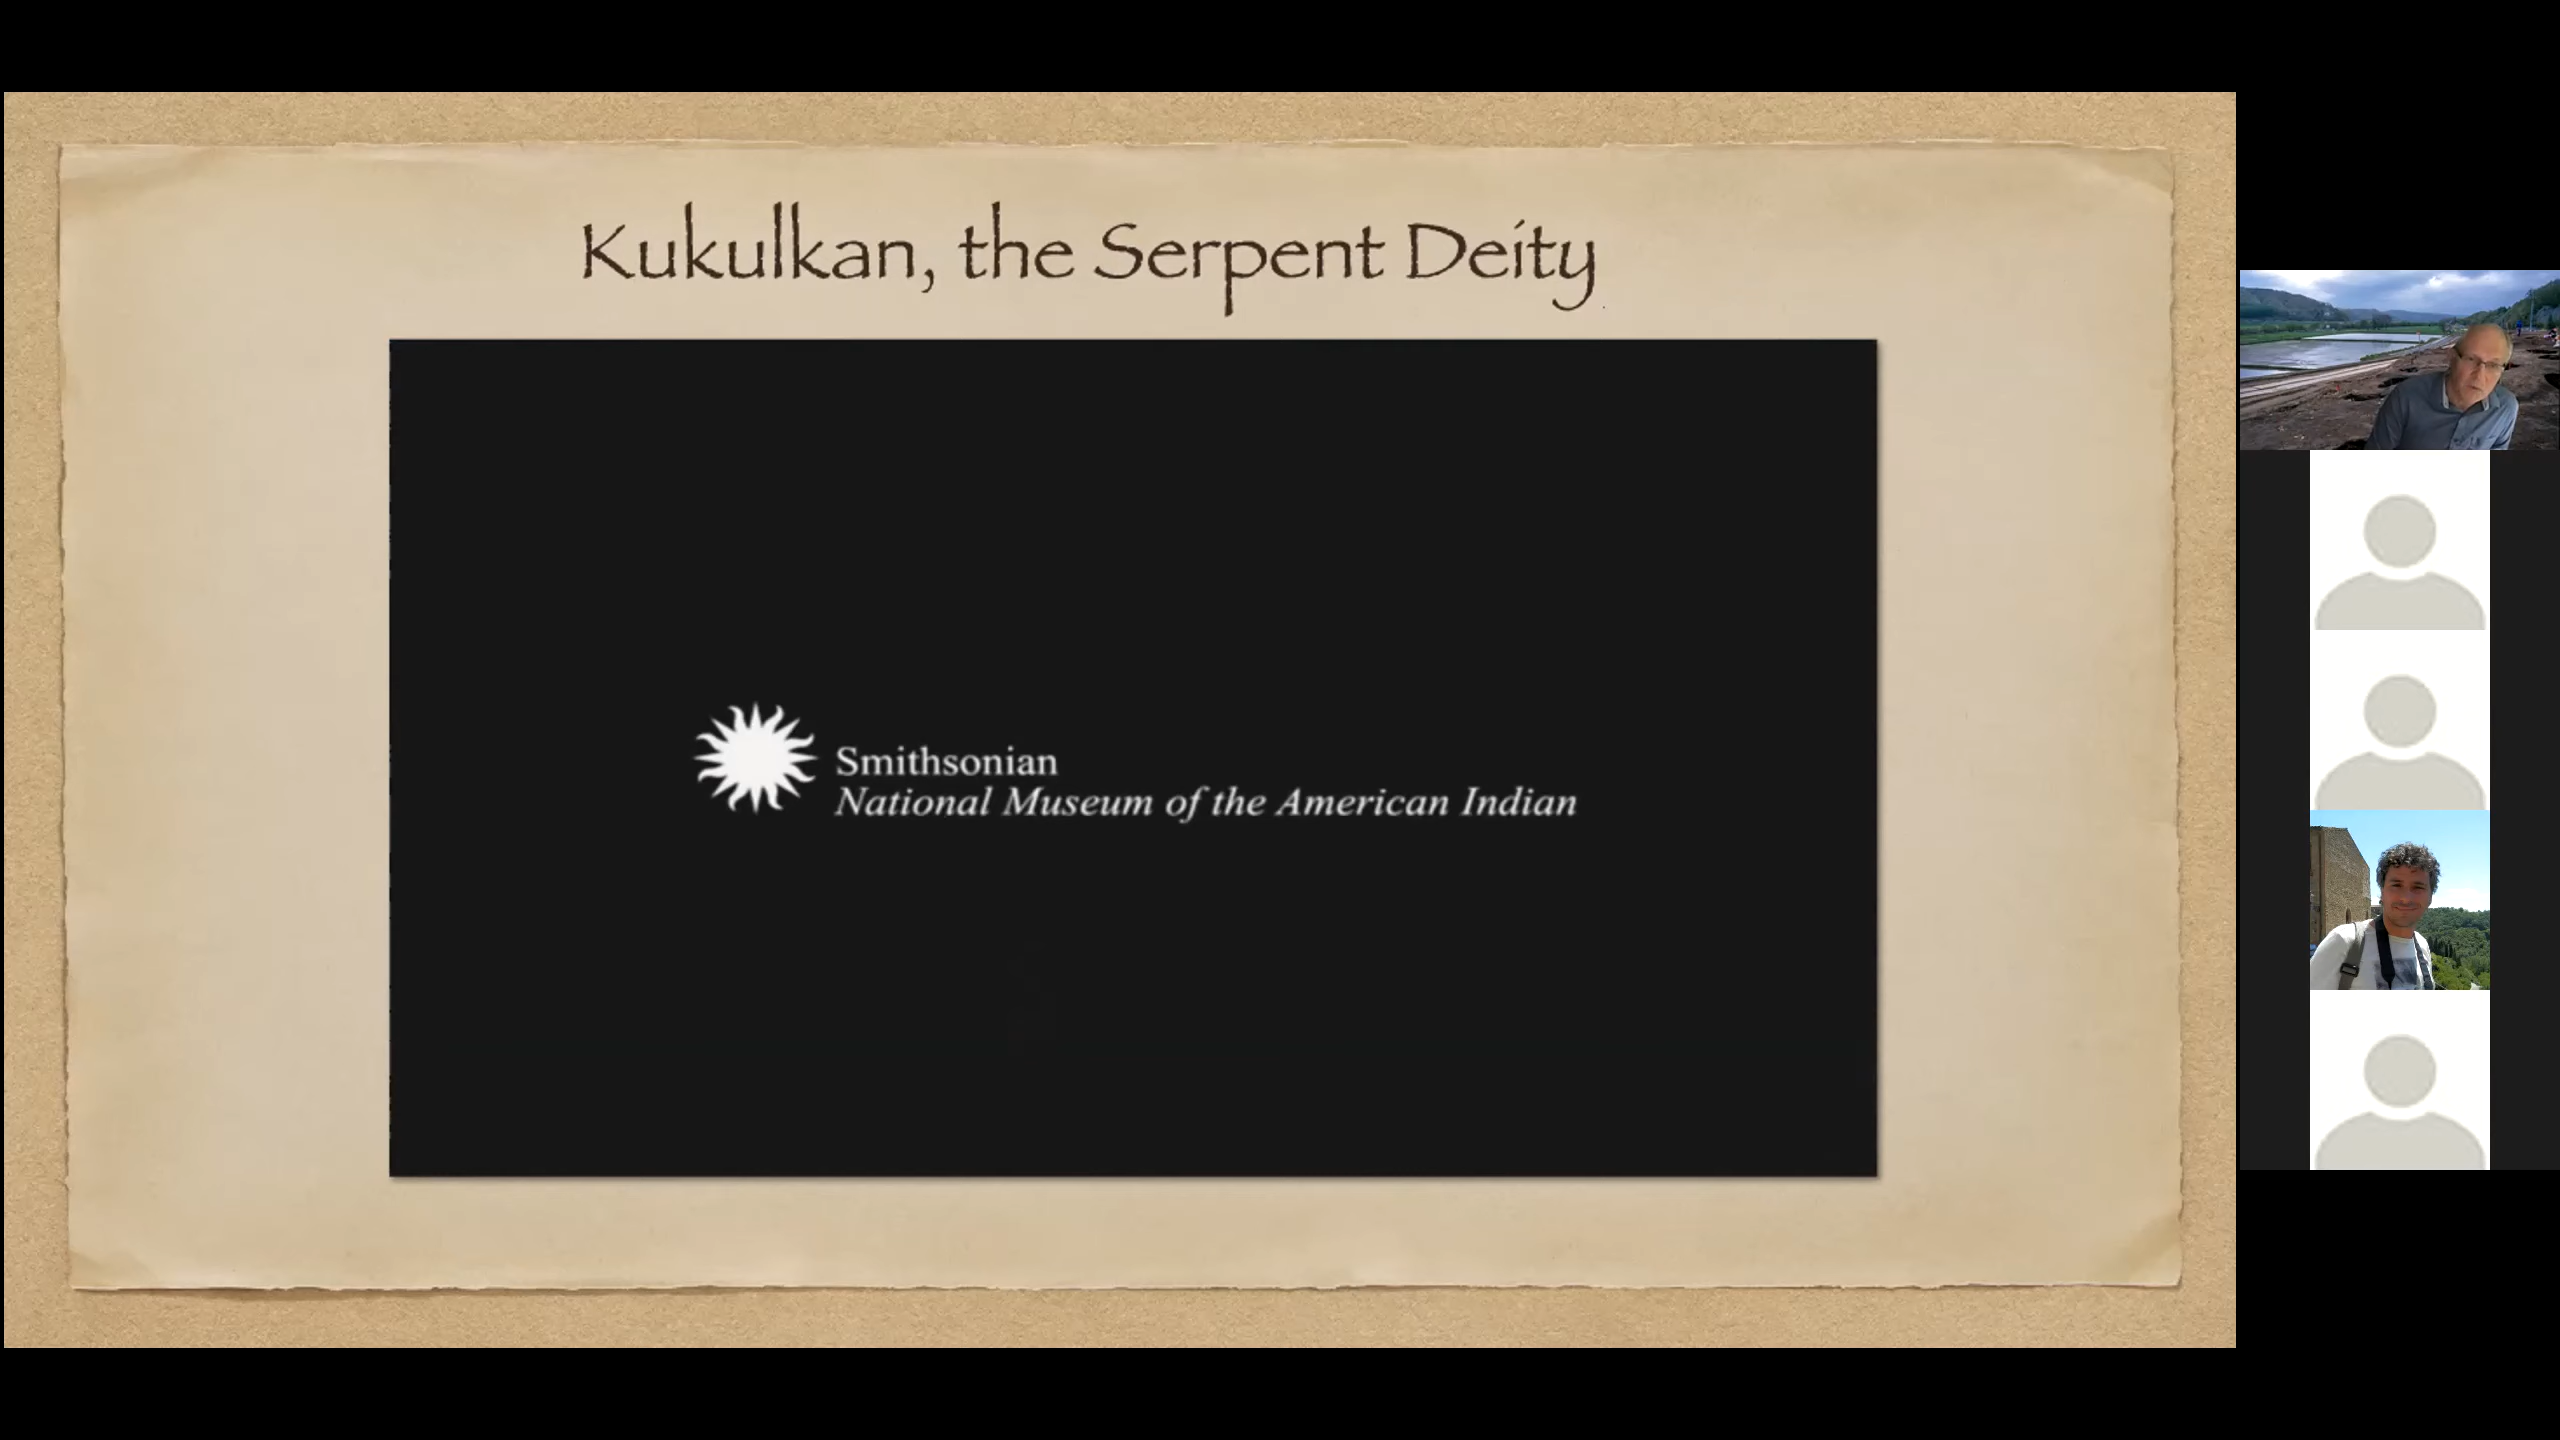 Kukulkan, the Serpent Deity
Smithsonian
National Museum of the American Indian